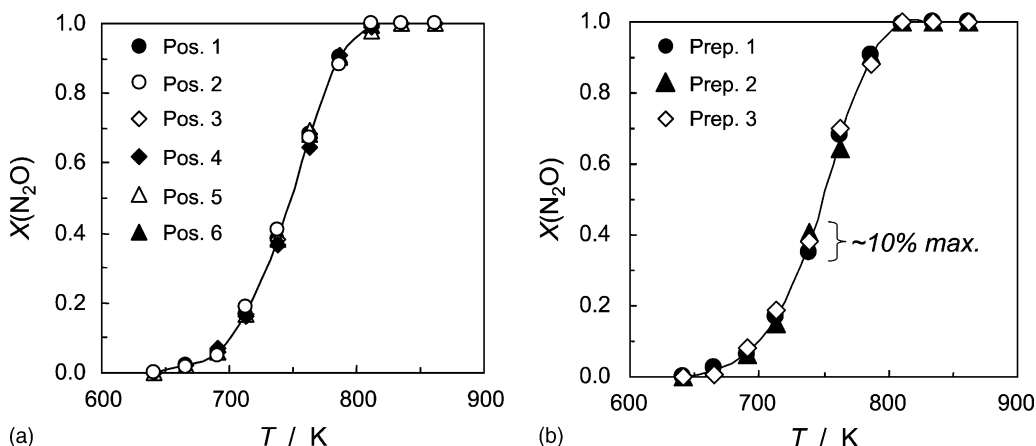 1.0
0.8
0.6
0.4
0.2
0.0
X(N₂O)
Pos. 1
Pos. 2
Pos. 3
Pos. 4
Pos. 5
Pos. 6
600 700 800 900
(a)
T / K
1.0
0.8
0.6
0.4
0.2
0.0
X(N₂O)
Prep. 1
Prep. 2
Prep. 3
~10% max.
600 700 800 900
(b)
T / K